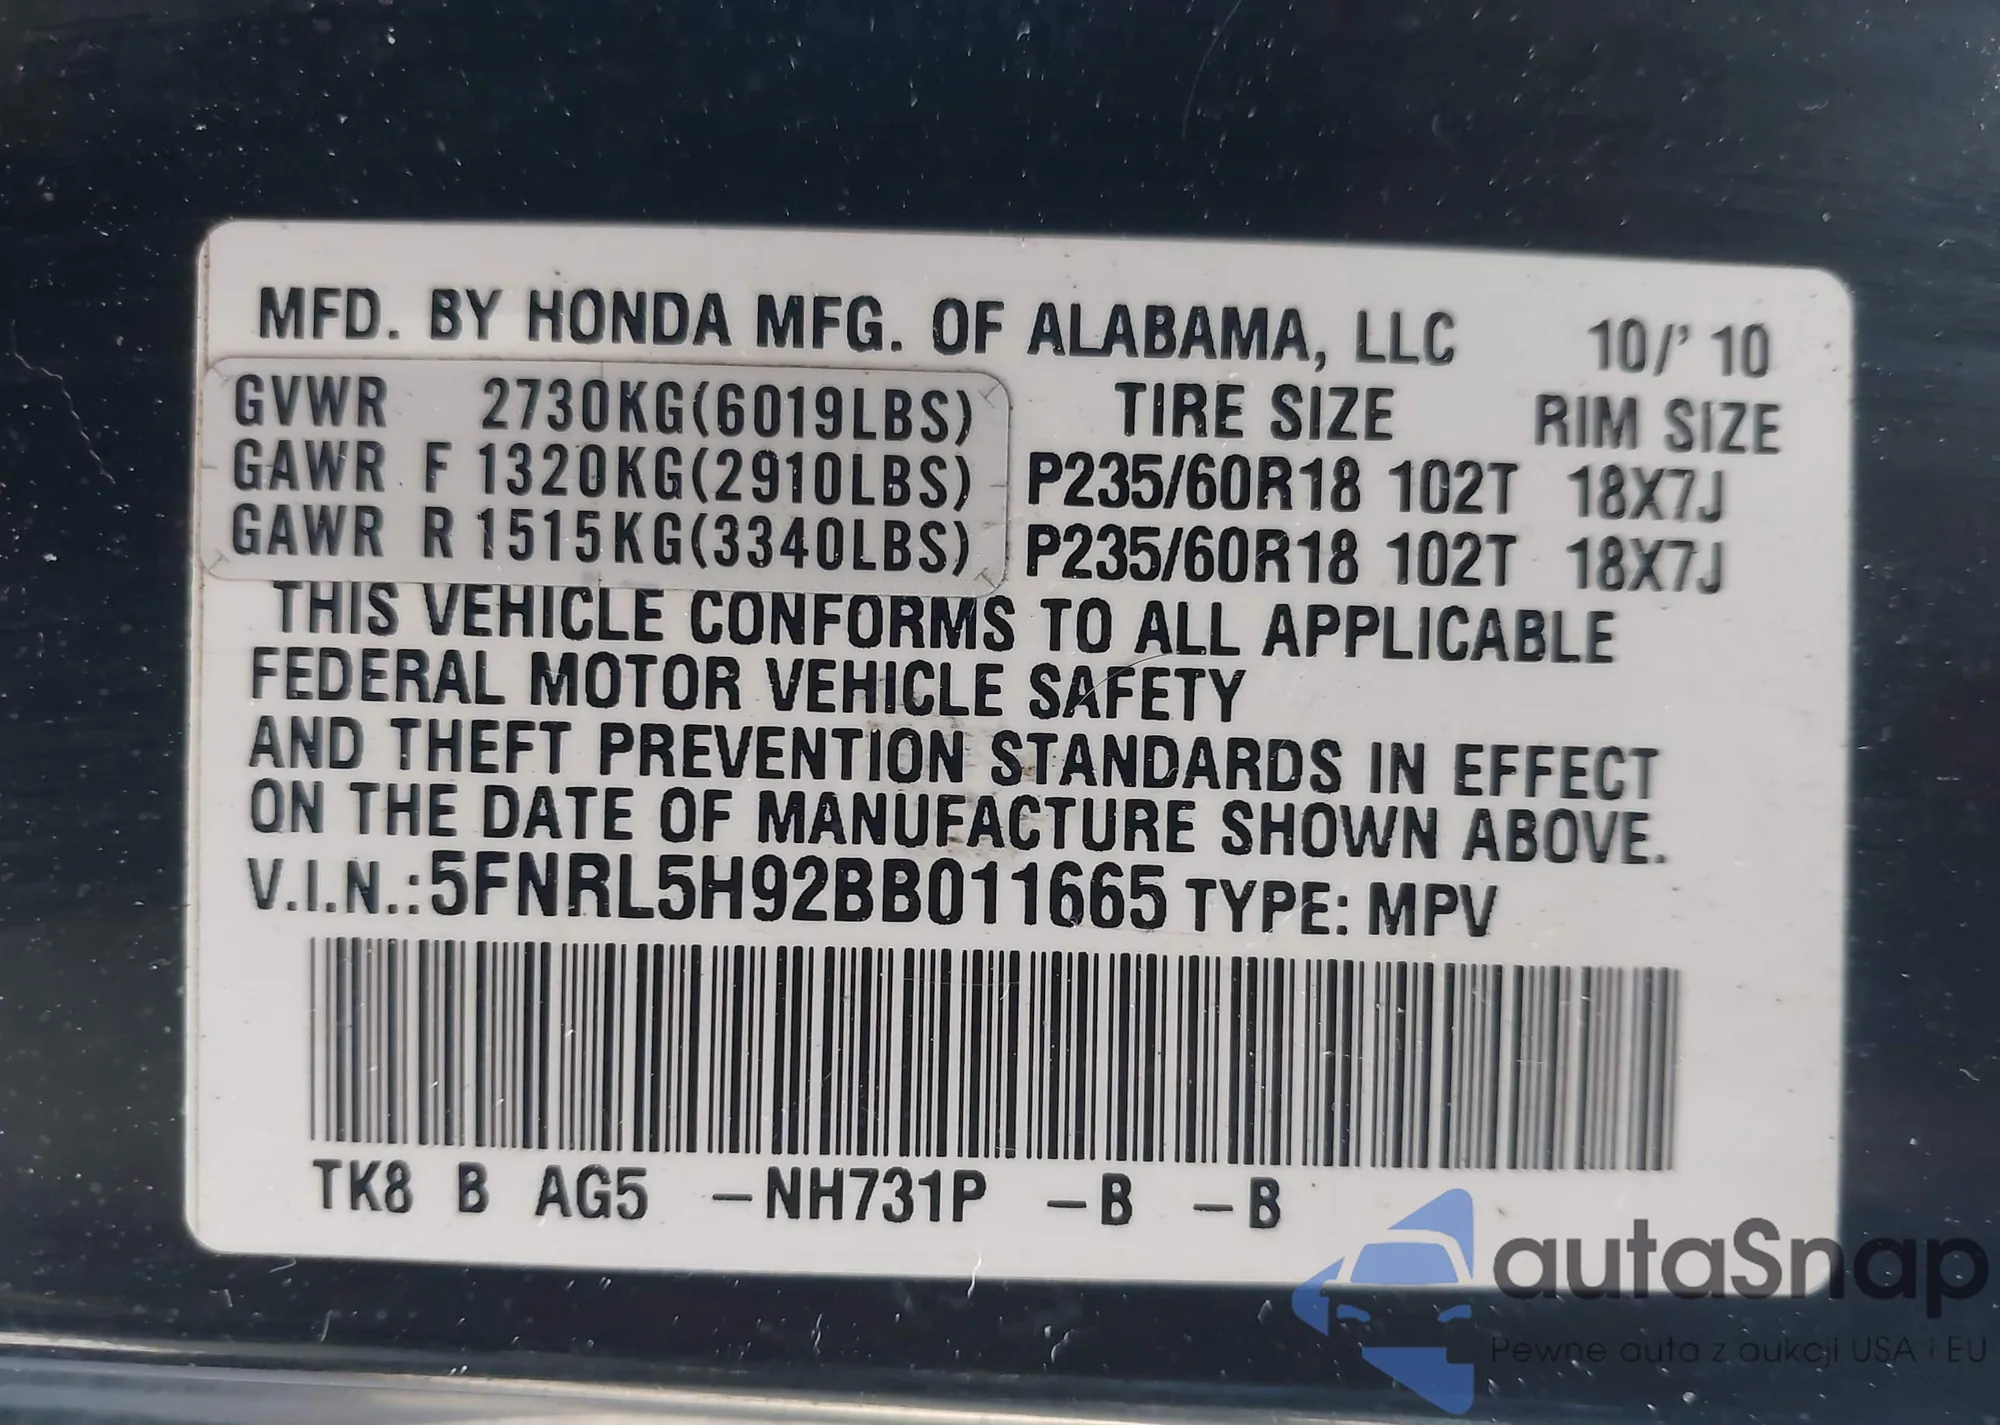 MFD. BY HONDA MFG. OF ALABAMA, LLC 10/' 10
GVWR 2730KG(6019LBS) TIRE SIZE RIM SIZE
GAWR F 1320KG(2910LBS) P235/60R18 102T 18X7J
GAWR R 1515KG(3340LBS) P235/60R18 102T 18X7J
THIS VEHICLE CONFORMS TO ALL APPLICABLE
FEDERAL MOTOR VEHICLE SAFETY
AND THEFT PREVENTION STANDARDS IN EFFECT
ON THE DATE OF MANUFACTURE SHOWN ABOVE.
V.I.N.:5FNRL5H92BB011665 TYPE: MPV
TK8 B AG5 –NH731P –B –B
autaSnap
Pewne auta z aukcji USA i EU